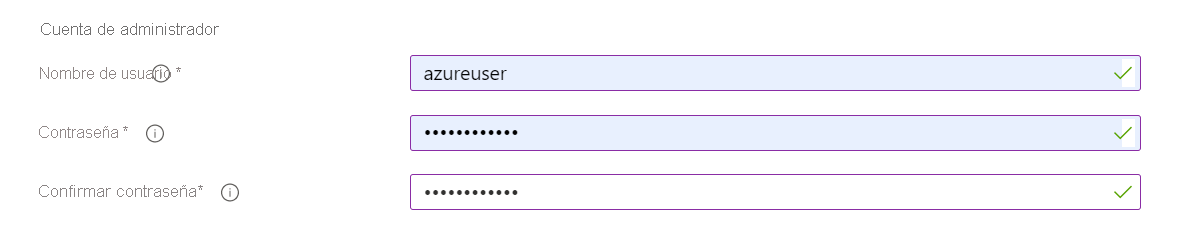 Cuenta de administrador
Nombre de usuario *
azureuser
Contraseña *
••••••••••••
Confirmar contraseña*
••••••••••••